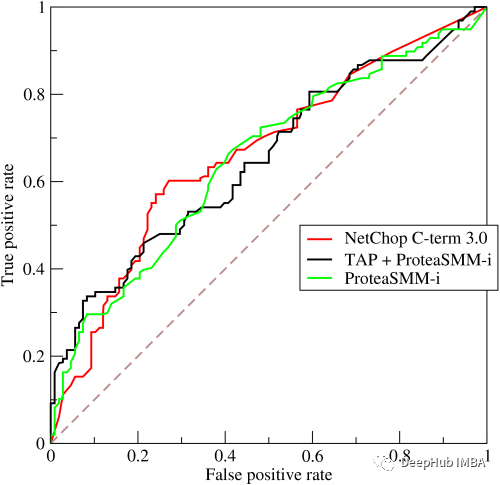 1
0.8
0.6
0.4
0.2
0
True positive rate
NetChop C-term 3.0
TAP + ProteaSMM-i
ProteaSMM-i
0
0.2
0.4
0.6
0.8
1
False positive rate
DeepHub IMBA